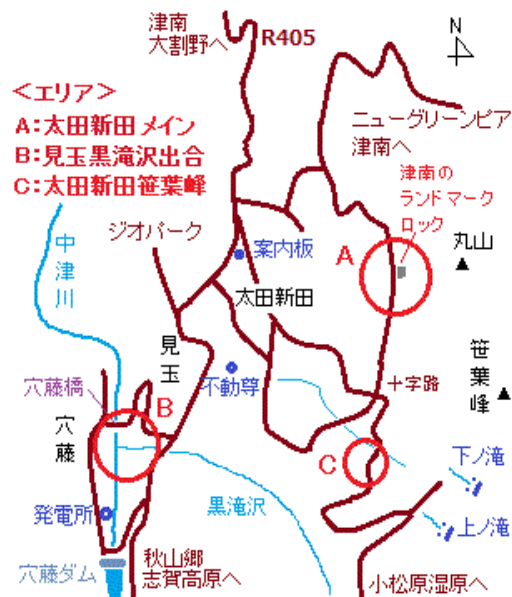 津南
大割野へ
R405
N
<エリア>
A:太田新田メイン
B:見玉黒滝沢出合
C:太田新田笹葉峰
ニューグリーンピア
津南へ
津南の
ランドマーク
ロック
中津川
ジオパーク
案内板
A
丸山
太田新田
見玉
笹葉峰
穴藤橋
不動尊
十字路
B
穴藤
C
下ノ滝
発電所
黒滝沢
上ノ滝
穴藤ダム
秋山郷
志賀高原へ
小松原湿原へ